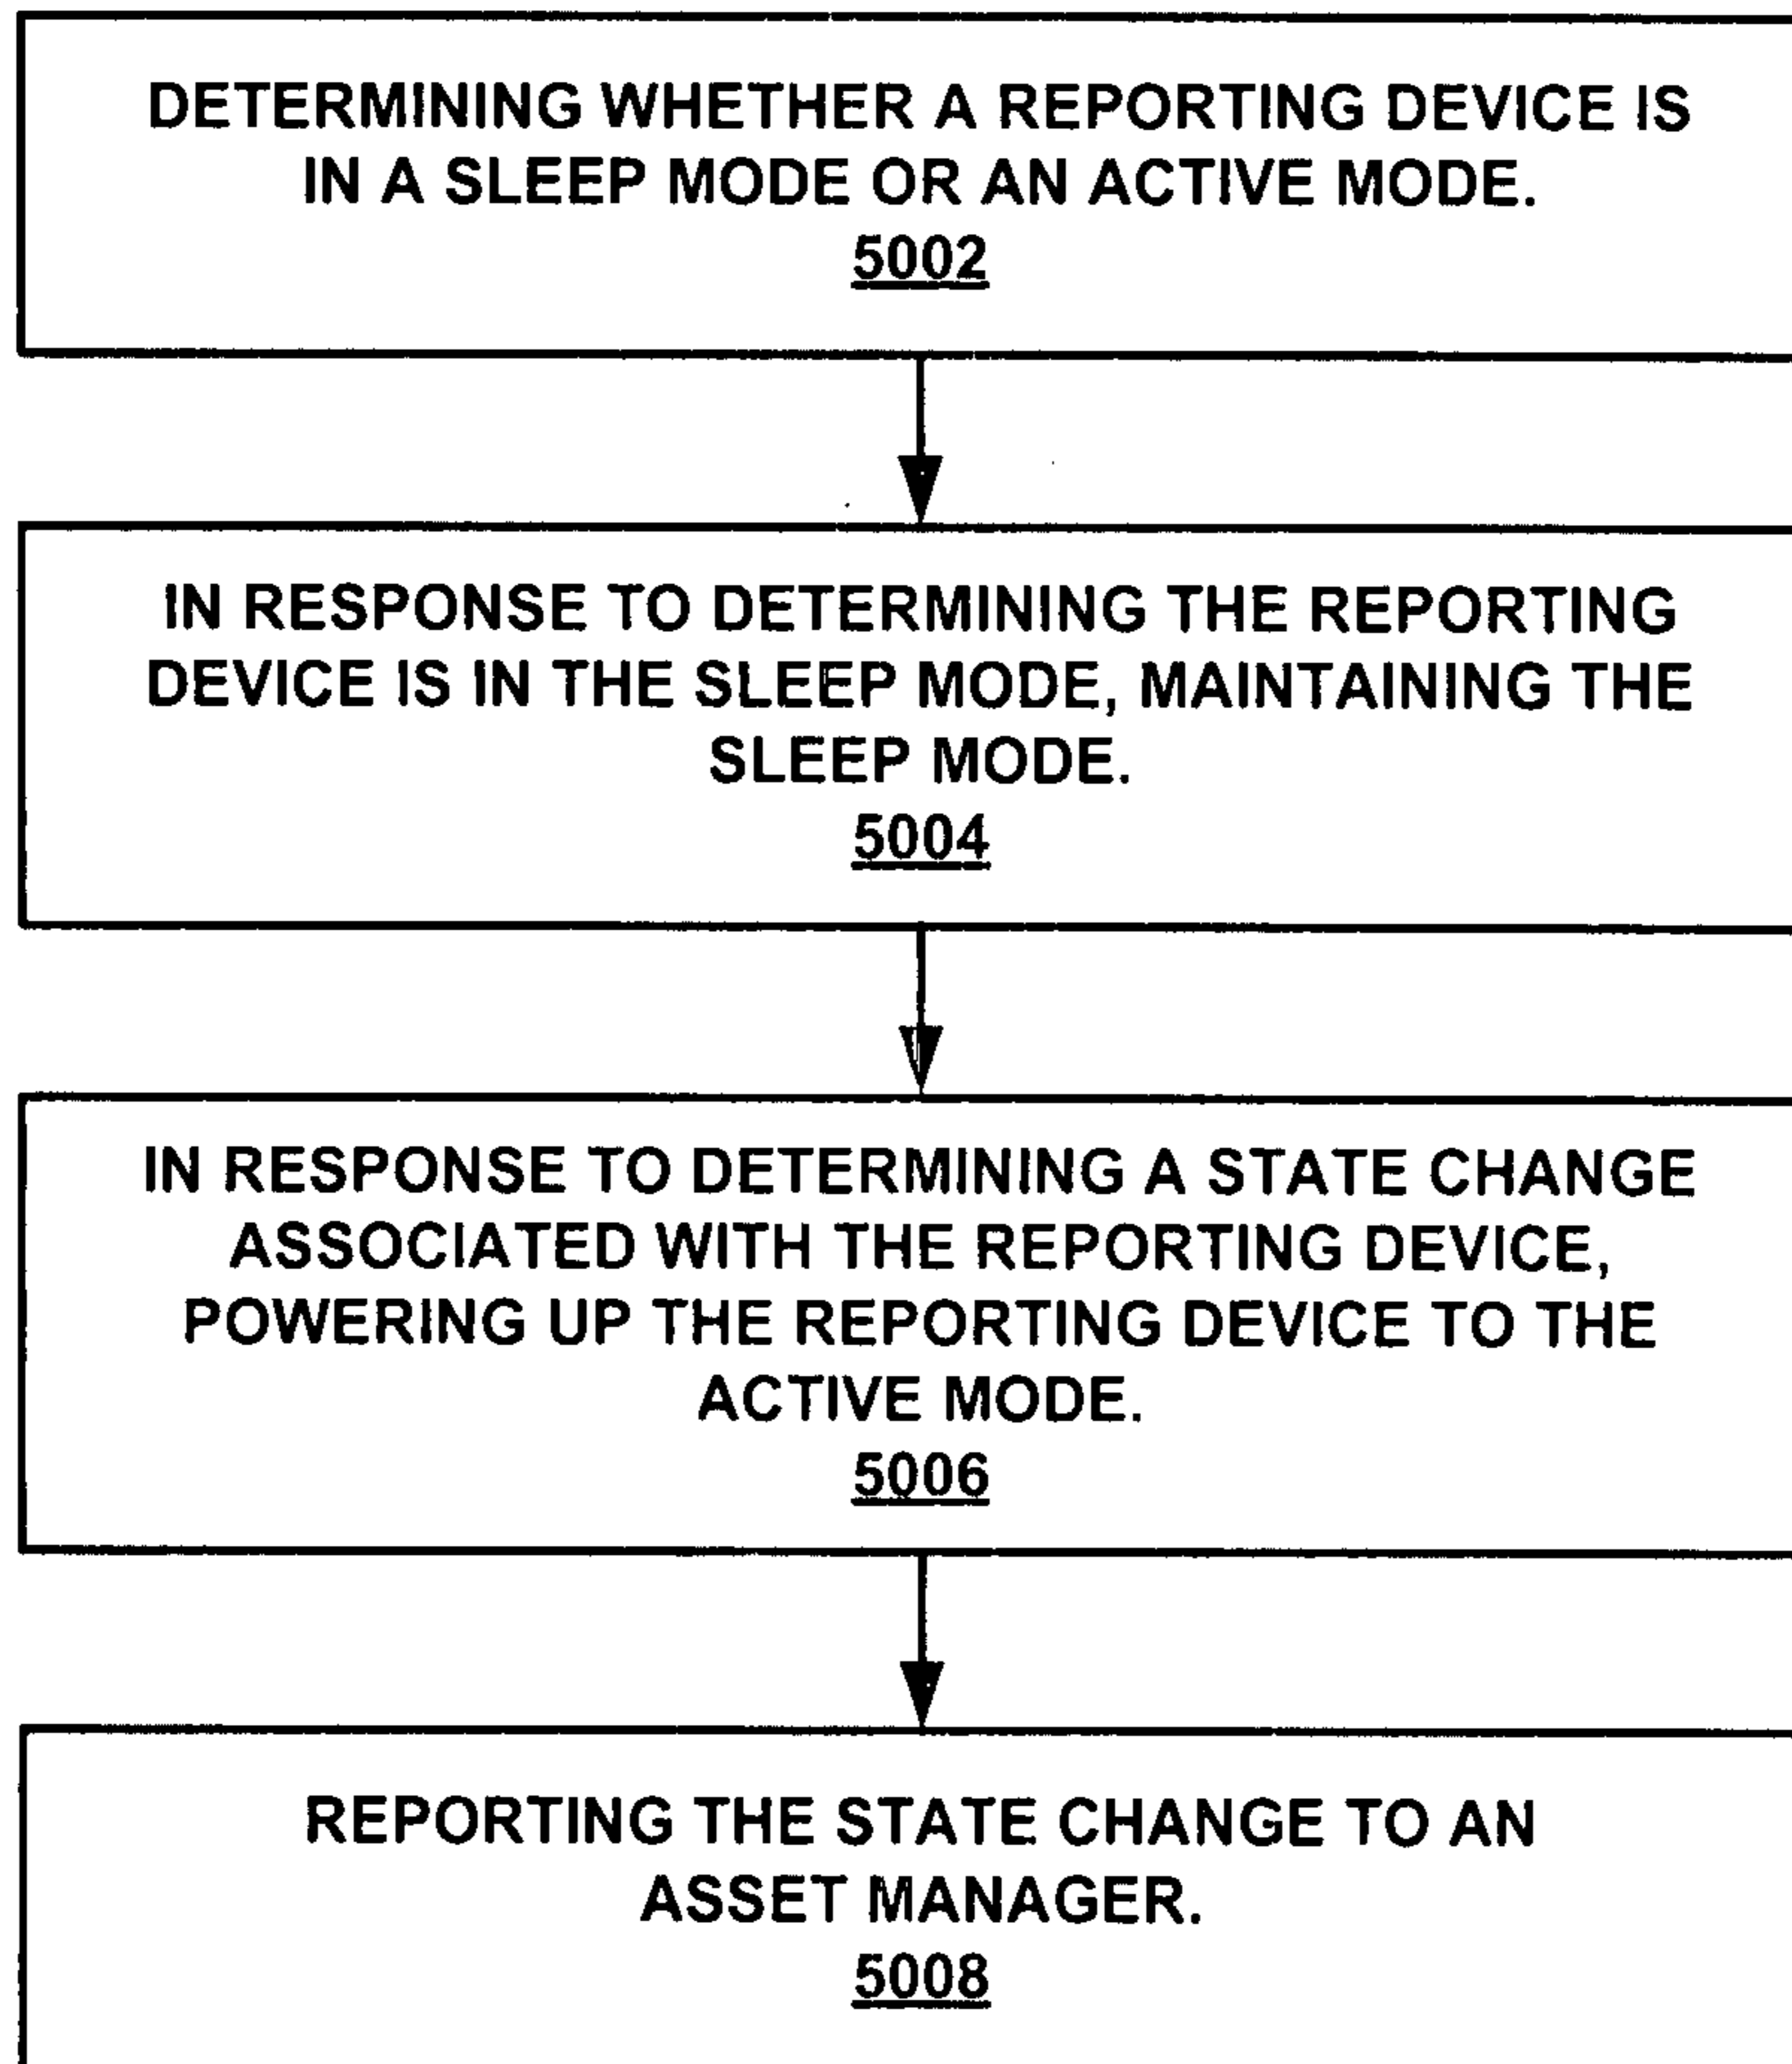 DETERMINING WHETHER A REPORTING DEVICE IS
IN A SLEEP MODE OR AN ACTIVE MODE.
5002
IN RESPONSE TO DETERMINING THE REPORTING
DEVICE IS IN THE SLEEP MODE, MAINTAINING THE
SLEEP MODE.
5004
IN RESPONSE TO DETERMINING A STATE CHANGE
ASSOCIATED WITH THE REPORTING DEVICE,
POWERING UP THE REPORTING DEVICE TO THE
ACTIVE MODE.
5006
REPORTING THE STATE CHANGE TO AN
ASSET MANAGER.
5008